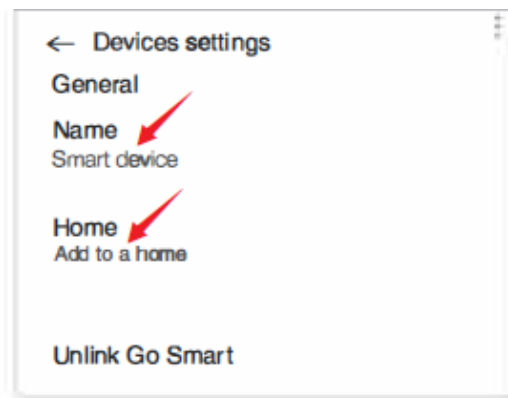 ← Devices settings
General
Name
Smart device
Home
Add to a home
Unlink Go Smart